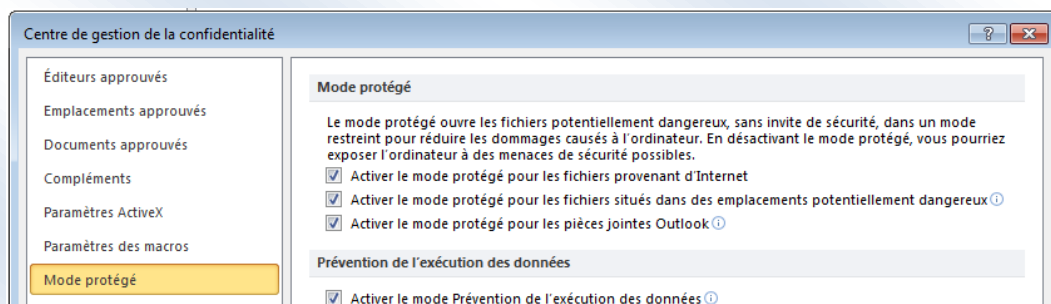 Centre de gestion de la confidentialité
Éditeurs approuvés
Emplacements approuvés
Documents approuvés
Compléments
Paramètres ActiveX
Paramètres des macros
Mode protégé
Mode protégé
Le mode protégé ouvre les fichiers potentiellement dangereux, sans invite de sécurité, dans un mode
restreint pour réduire les dommages causés à l'ordinateur. En désactivant le mode protégé, vous pourriez
exposer l'ordinateur à des menaces de sécurité possibles.
Activer le mode protégé pour les fichiers provenant d'Internet
Activer le mode protégé pour les fichiers situés dans des emplacements potentiellement dangereux
Activer le mode protégé pour les pièces jointes Outlook
Prévention de l'exécution des données
Activer le mode Prévention de l'exécution des données